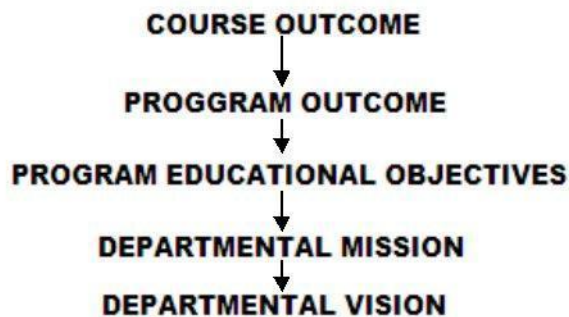 COURSE OUTCOME
PROGGRAM OUTCOME
PROGRAM EDUCATIONAL OBJECTIVES
DEPARTMENTAL MISSION
DEPARTMENTAL VISION